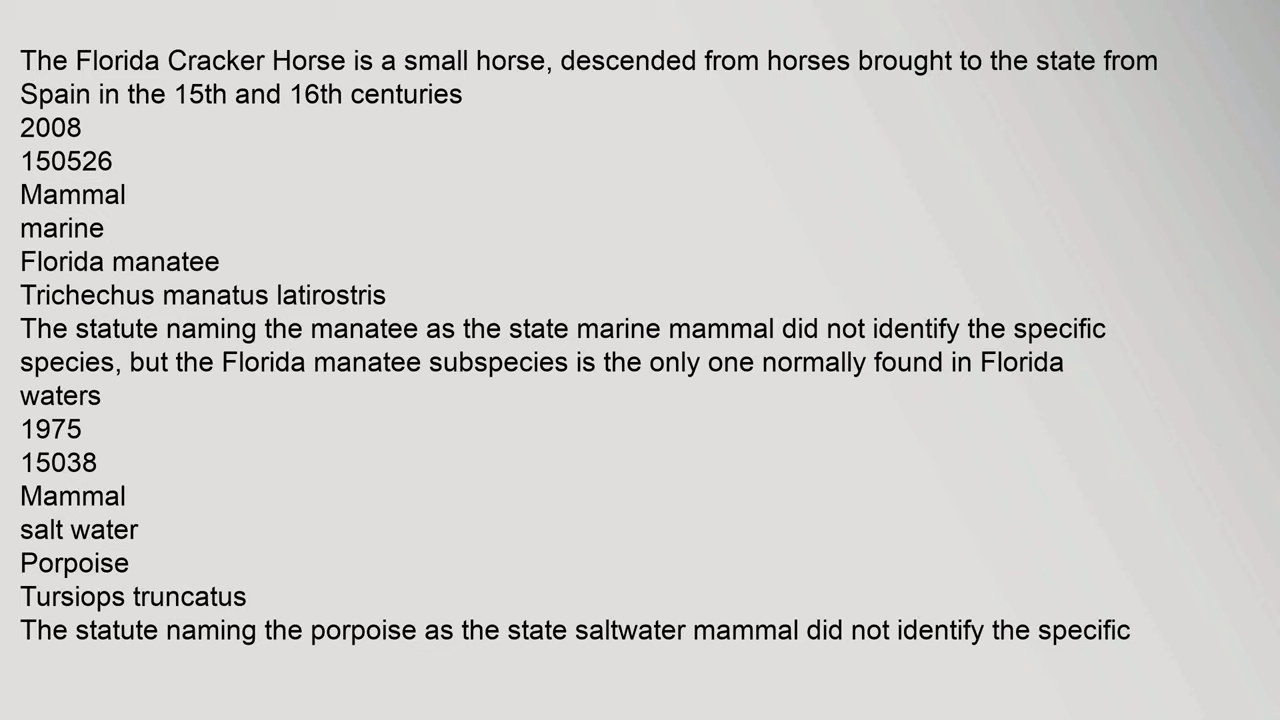 The Florida Cracker Horse is a small horse, descended from horses brought to the state from
Spain in the 15th and 16th centuries
2008
150526
Mammal
marine
Florida manatee
Trichechus manatus latirostris
The statute naming the manatee as the state marine mammal did not identify the specific
species, but the Florida manatee subspecies is the only one normally found in Florida
waters
1975
15038
Mammal
salt water
Porpoise
Tursiops truncatus
The statute naming the porpoise as the state saltwater mammal did not identify the specific